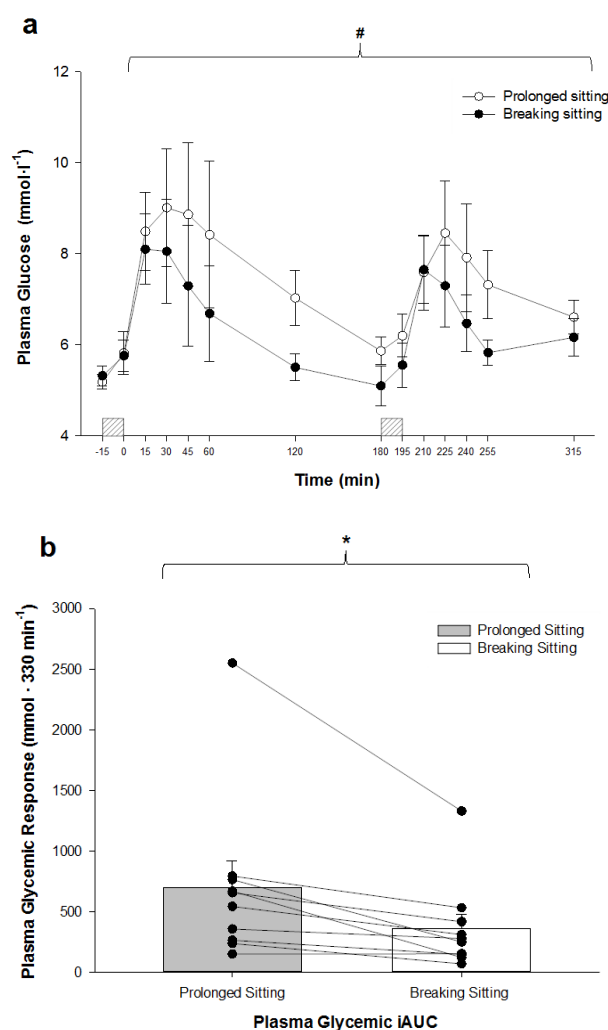 a
#
Prolonged sitting
Breaking sitting
12
10
8
6
4
Plasma Glucose (mmol·l⁻¹)
-15 0 15 30 45 60 120 180 195 210 225 240 255 315
Time (min)
b
*
Prolonged Sitting
Breaking Sitting
3000
2500
2000
1500
1000
500
0
Plasma Glycemic Response (mmol · 330 min⁻¹)
Prolonged Sitting Breaking Sitting
Plasma Glycemic iAUC